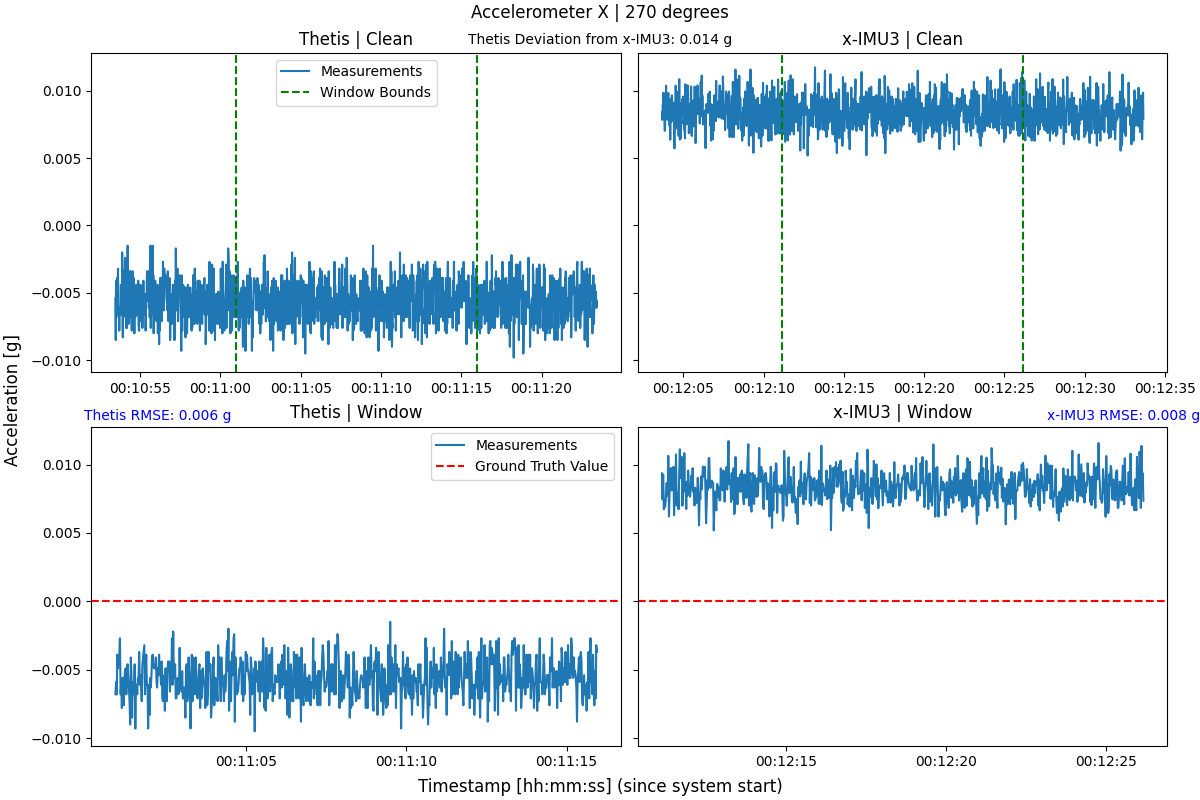 Accelerometer X | 270 degrees
Thetis | Clean
Thetis Deviation from x-IMU3: 0.014 g
x-IMU3 | Clean
Measurements
Window Bounds
0.010
0.005
0.000
−0.005
−0.010
00:10:55 00:11:00 00:11:05 00:11:10 00:11:15 00:11:20
00:12:05 00:12:10 00:12:15 00:12:20 00:12:25 00:12:30 00:12:35
Acceleration [g]
Thetis RMSE: 0.006 g
Thetis | Window
x-IMU3 | Window
x-IMU3 RMSE: 0.008 g
Measurements
Ground Truth Value
0.010
0.005
0.000
−0.005
−0.010
00:11:05 00:11:10 00:11:15
00:12:15 00:12:20 00:12:25
Timestamp [hh:mm:ss] (since system start)